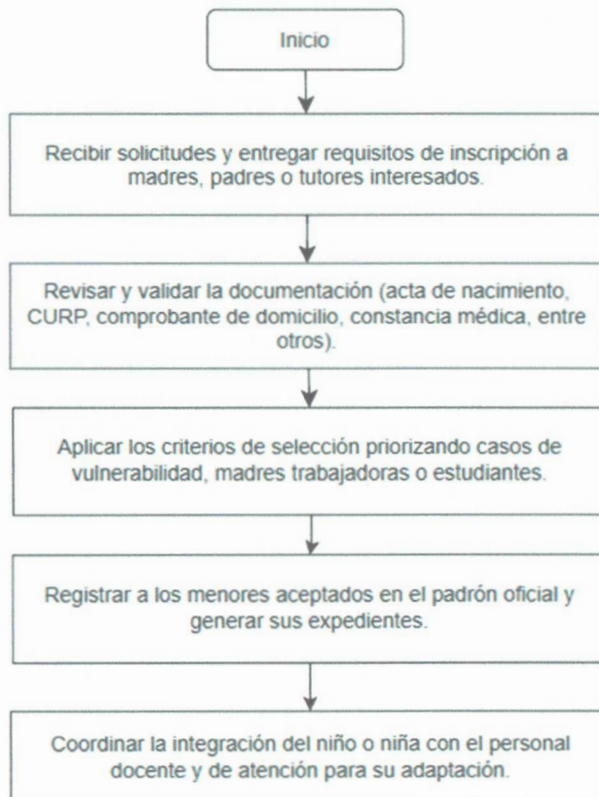 Inicio
Recibir solicitudes y entregar requisitos de inscripción a
madres, padres o tutores interesados.
Revisar y validar la documentación (acta de nacimiento,
CURP, comprobante de domicilio, constancia médica, entre
otros).
Aplicar los criterios de selección priorizando casos de
vulnerabilidad, madres trabajadoras o estudiantes.
Registrar a los menores aceptados en el padrón oficial y
generar sus expedientes.
Coordinar la integración del niño o niña con el personal
docente y de atención para su adaptación.